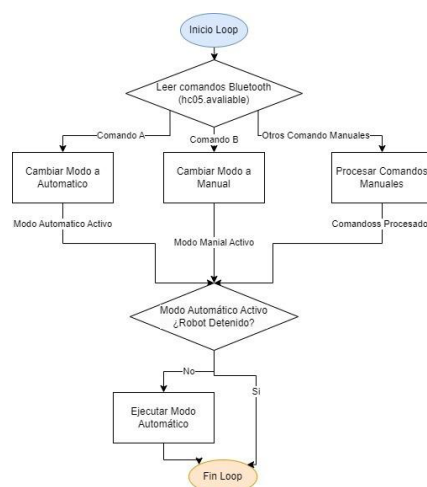 Inicio Loop
Leer comandos Bluetooth
(hc05.avaliable)
Comando A
Comando B
Otros Comando Manuales
Cambiar Modo a
Automatico
Cambiar Modo a
Manual
Procesar Comandos
Manuales
Modo Automatico Activo
Modo Manial Activo
Comandoss Procesado
Modo Automático Activo
¿Robot Detenido?
No
Si
Ejecutar Modo
Automático
Fin Loop